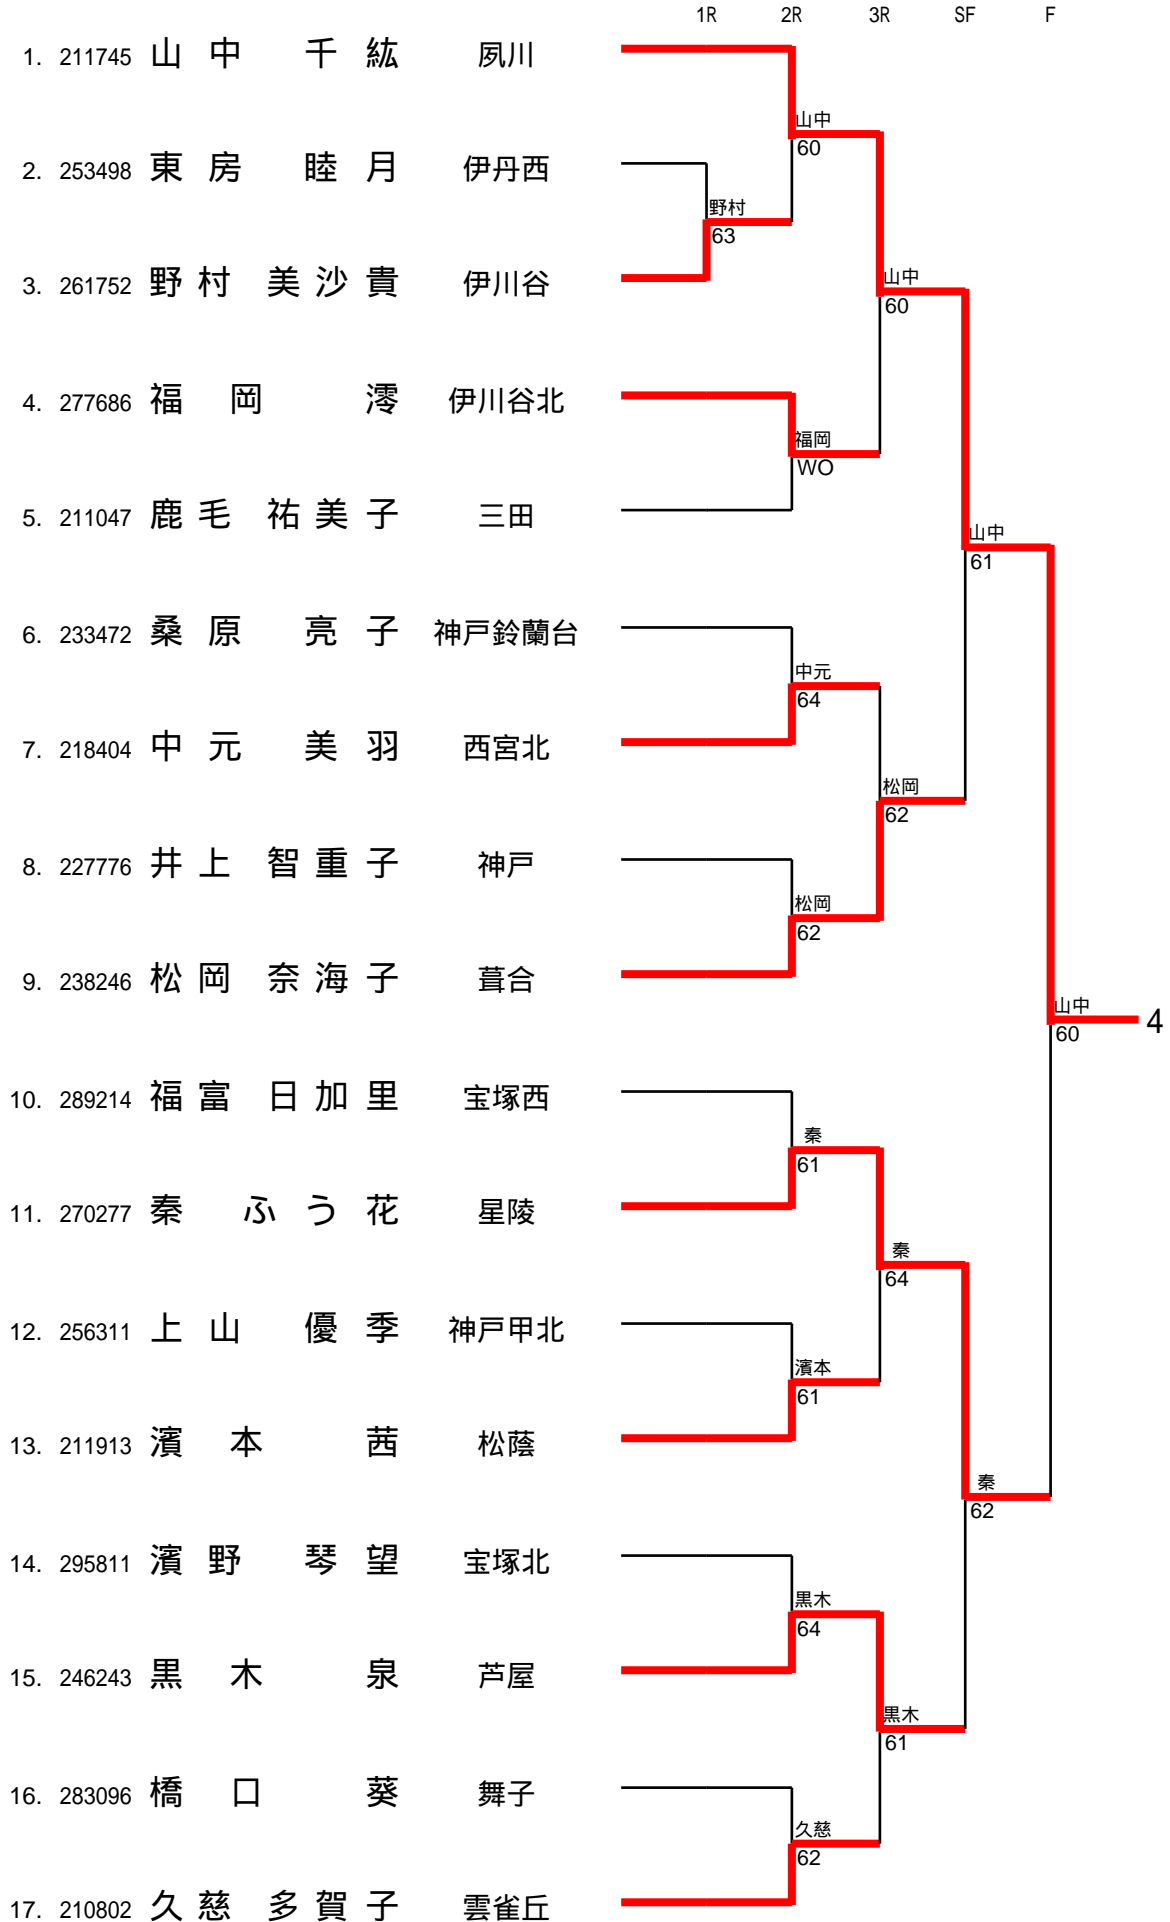 1R 2R 3R SF F
1. 211745 山中 千紘 夙川
山中
60
2. 253498 東房 睦月 伊丹西
野村
63
3. 261752 野村 美沙貴 伊川谷
山中
60
4. 277686 福岡 澪 伊川谷北
福岡
WO
5. 211047 鹿毛 祐美子 三田
山中
61
6. 233472 桑原 亮子 神戸鈴蘭台
中元
64
7. 218404 中元 美羽 西宮北
松岡
62
8. 227776 井上 智重子 神戸
松岡
62
9. 238246 松岡 奈海子 葺合
山中
60
4
10. 289214 福富 日加里 宝塚西
秦
61
11. 270277 秦 ふう花 星陵
秦
64
12. 256311 上山 優季 神戸甲北
濱本
61
13. 211913 濱本 茜 松蔭
秦
62
14. 295811 濱野 琴望 宝塚北
黒木
64
15. 246243 黒木 泉 芦屋
黒木
61
16. 283096 橋口 葵 舞子
久慈
62
17. 210802 久慈 多賀子 雲雀丘